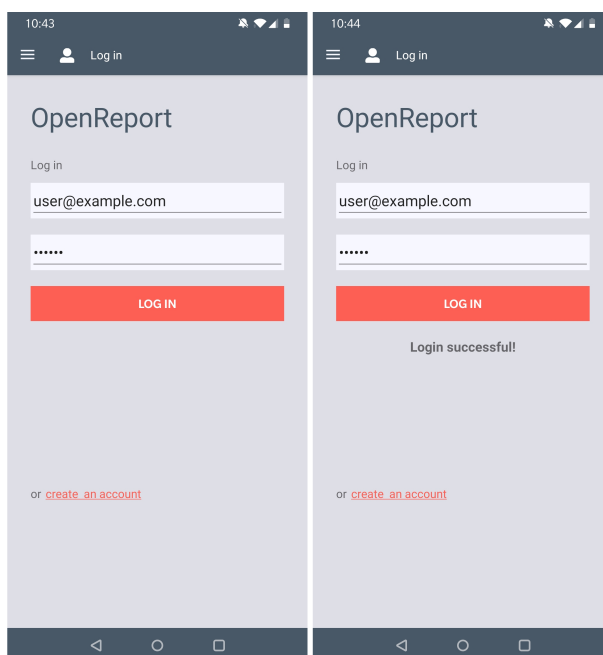 10:43
Log in
OpenReport
Log in
user@example.com
••••••
LOG IN
or create an account
10:44
Log in
OpenReport
Log in
user@example.com
••••••
LOG IN
Login successful!
or create an account